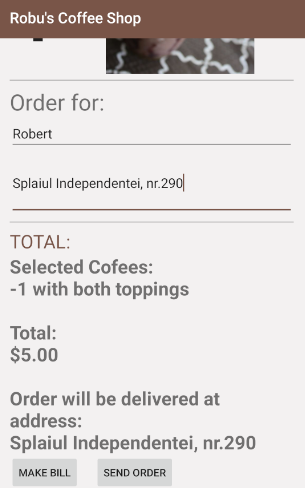 Robu's Coffee Shop
Order for:
Robert
Splaiul Independentei, nr.290
TOTAL:
Selected Cofees:
-1 with both toppings
Total:
$5.00
Order will be delivered at
address:
Splaiul Independentei, nr.290
MAKE BILL
SEND ORDER